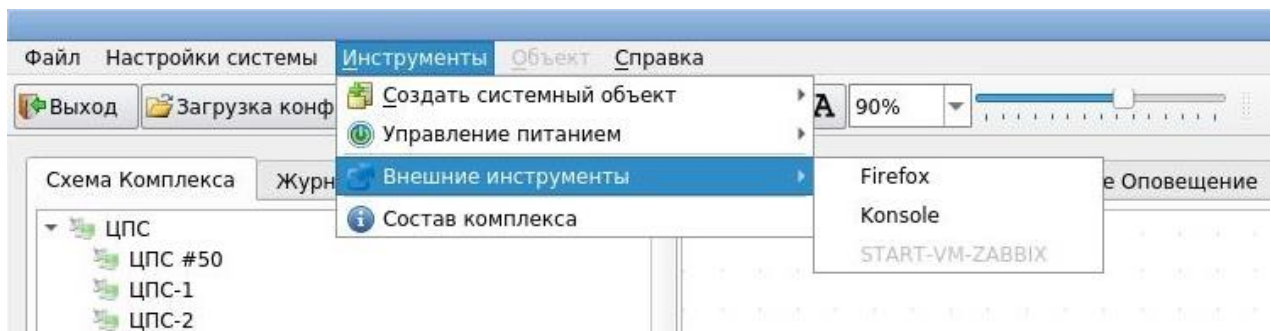 Файл Настройки системы Инструменты Объект Справка
Выход Загрузка конф A 90%
Создать системный объект
Управление питанием
Внешние инструменты
Состав комплекса
Firefox
Konsole
START-VM-ZABBIX
Схема Комплекса Журн е Оповещение
ЦПС
ЦПС #50
ЦПС-1
ЦПС-2